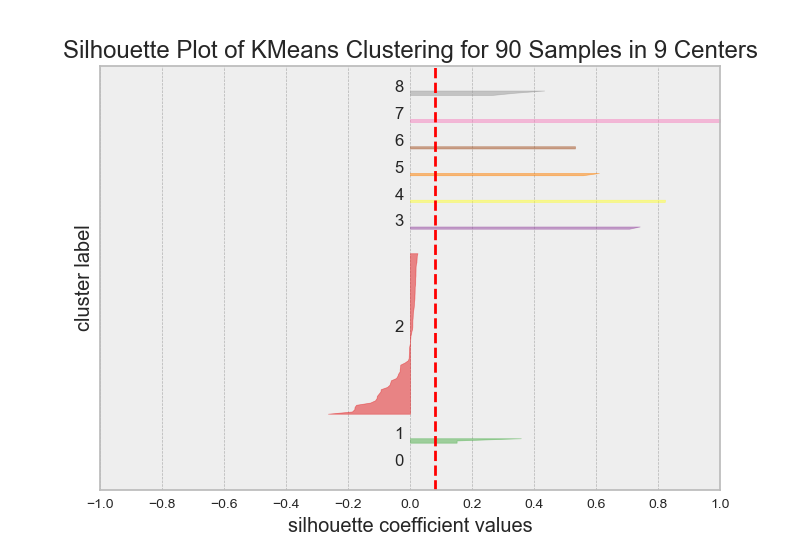 Silhouette Plot of KMeans Clustering for 90 Samples in 9 Centers
8
7
6
5
4
3
2
1
0
cluster label
−1.0 −0.8 −0.6 −0.4 −0.2 0.0 0.2 0.4 0.6 0.8 1.0
silhouette coefficient values